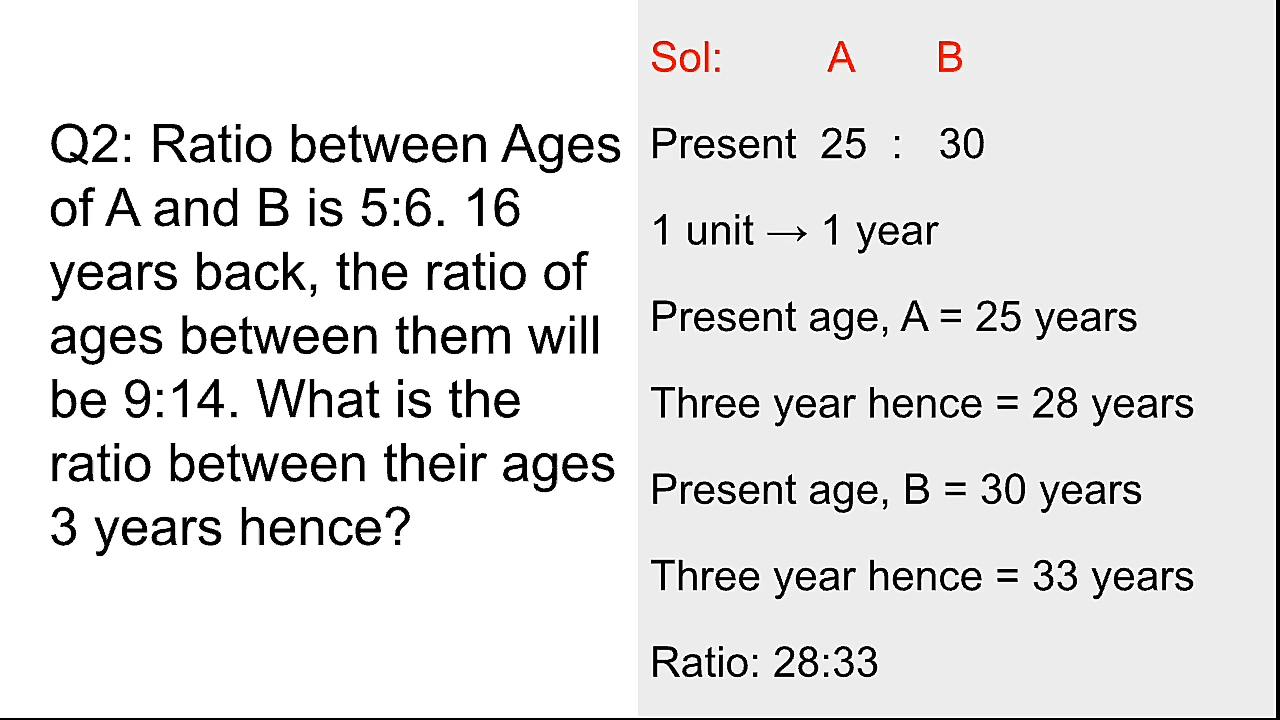 Q2: Ratio between Ages
of A and B is 5:6. 16
years back, the ratio of
ages between them will
be 9:14. What is the
ratio between their ages
3 years hence?
Sol: A B
Present 25 : 30
1 unit → 1 year
Present age, A = 25 years
Three year hence = 28 years
Present age, B = 30 years
Three year hence = 33 years
Ratio: 28:33